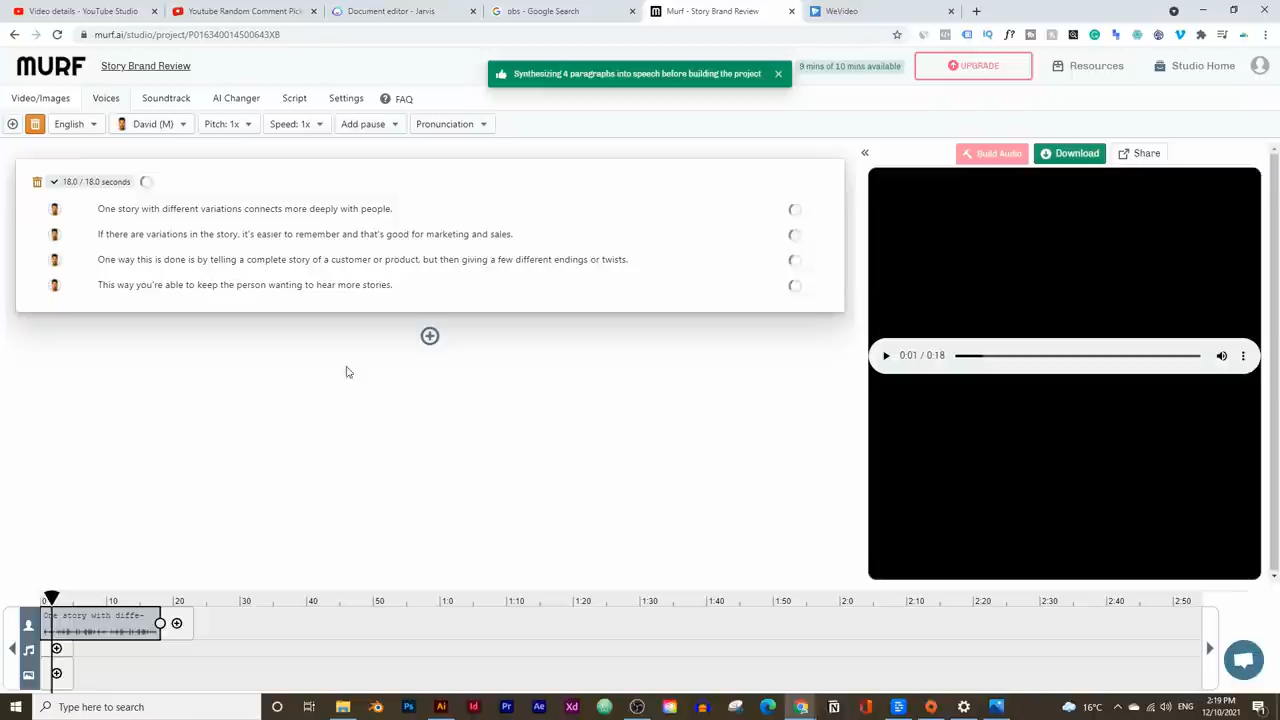 Video details - YouTube Studio
Youtube Random Comment Pick
Document editor - Jarvis
obs - Google Search
Murf - Story Brand Review
WeVideo
murf.ai/studio/project/P016340014500643XB
MURF
Story Brand Review
Synthesizing 4 paragraphs into speech before building the project
9 mins of 10 mins available
UPGRADE
Resources
Studio Home
Video/Images
Voices
Soundtrack
AI Changer
Script
Settings
FAQ
English
David (M)
Pitch: 1x
Speed: 1x
Add pause
Pronunciation
Build Audio
Download
Share
18.0 / 18.0 seconds
One story with different variations connects more deeply with people.
If there are variations in the story, it's easier to remember and that's good for marketing and sales.
One way this is done is by telling a complete story of a customer or product, but then giving a few different endings or twists.
This way you're able to keep the person wanting to hear more stories.
0:01 / 0:18
0 10 20 30 40 50 1:0 1:10 1:20 1:30 1:40 1:50 2:0 2:10 2:20 2:30 2:40 2:50
One story with diffe-
Type here to search
16°C
2:19 PM
12/10/2021